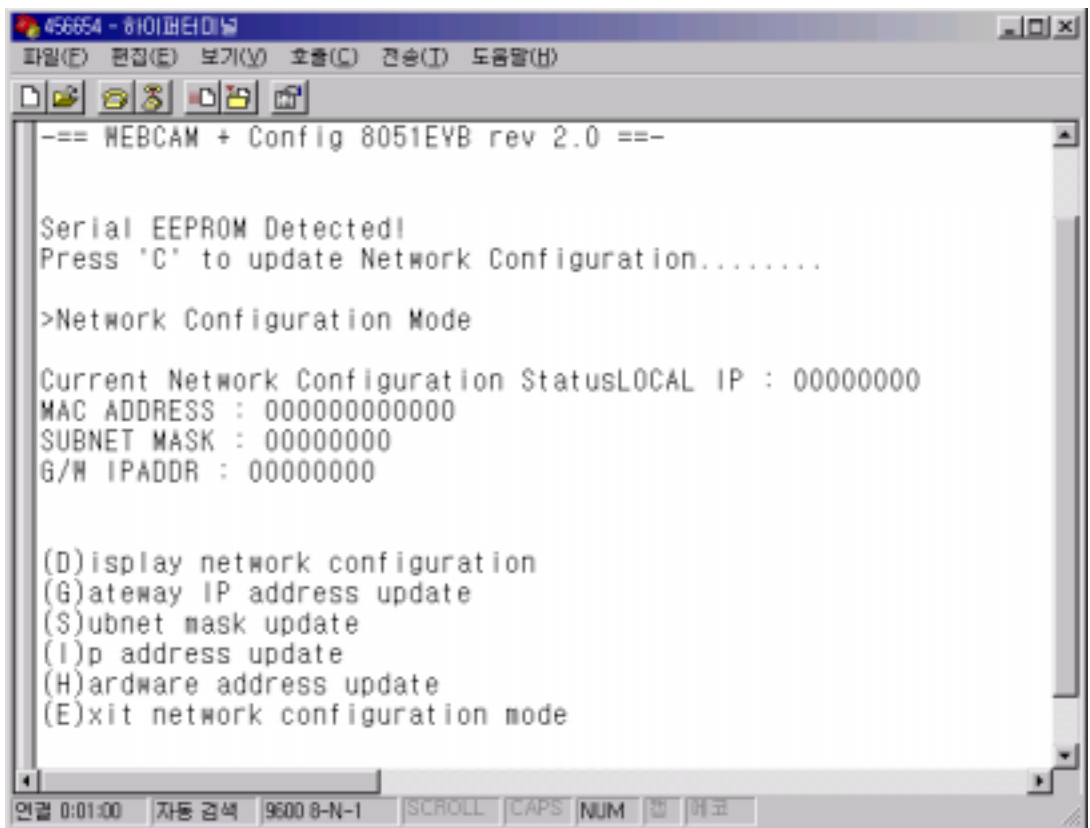 456654 - 하이퍼터미널
파일(F) 편집(E) 보기(V) 호출(C) 전송(T) 도움말(H)
-== WEBCAM + Config 8051EVB rev 2.0 ==-
Serial EEPROM Detected!
Press 'C' to update Network Configuration........
>Network Configuration Mode
Current Network Configuration StatusLOCAL IP : 00000000
MAC ADDRESS : 000000000000
SUBNET MASK : 00000000
G/W IPADDR : 00000000
(D)isplay network configuration
(G)ateway IP address update
(S)ubnet mask update
(I)p address update
(H)ardware address update
(E)xit network configuration mode
연결 0:01:00 자동 검색 9600 8-N-1 SCROLL CAPS NUM 캡 에코